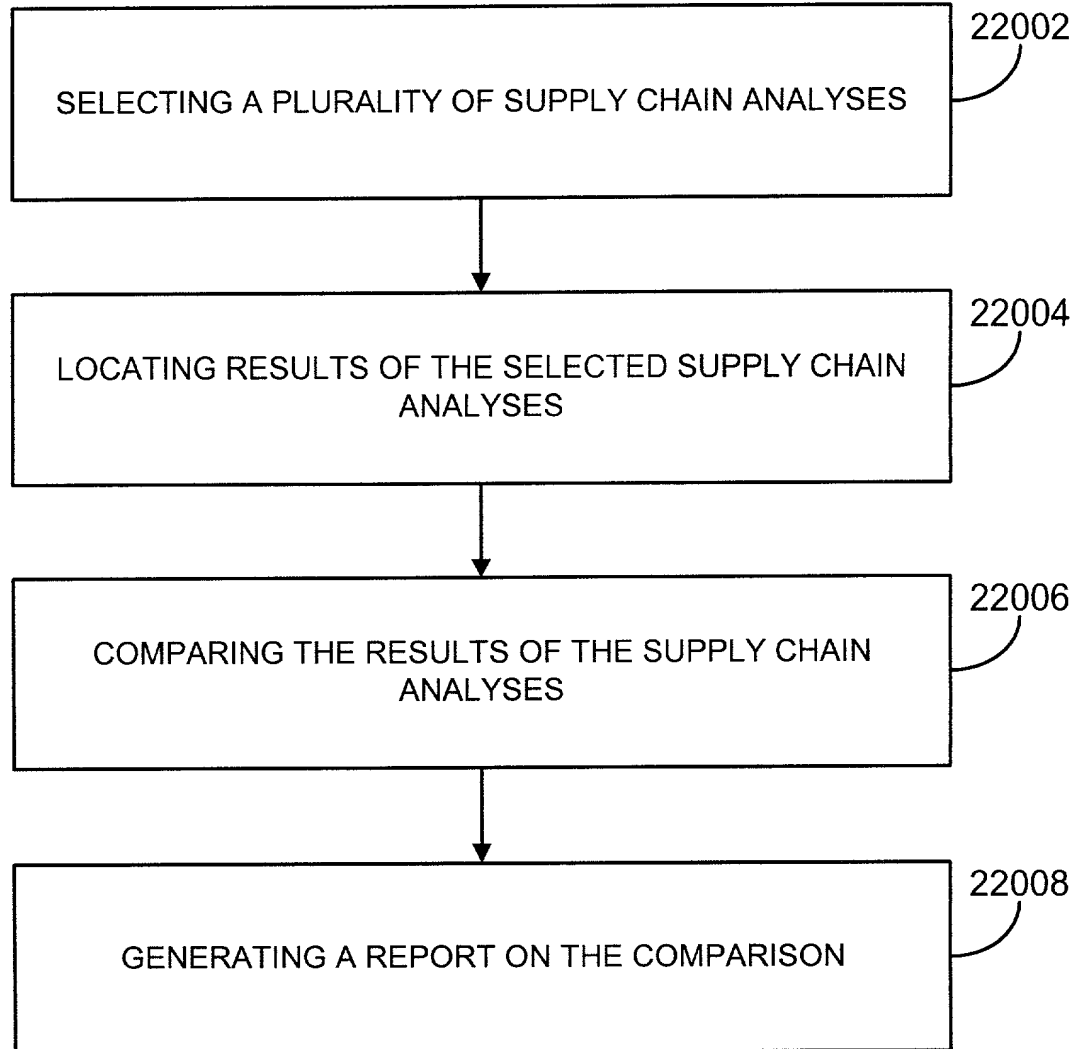 22002
SELECTING A PLURALITY OF SUPPLY CHAIN ANALYSES
22004
LOCATING RESULTS OF THE SELECTED SUPPLY CHAIN
ANALYSES
22006
COMPARING THE RESULTS OF THE SUPPLY CHAIN
ANALYSES
22008
GENERATING A REPORT ON THE COMPARISON